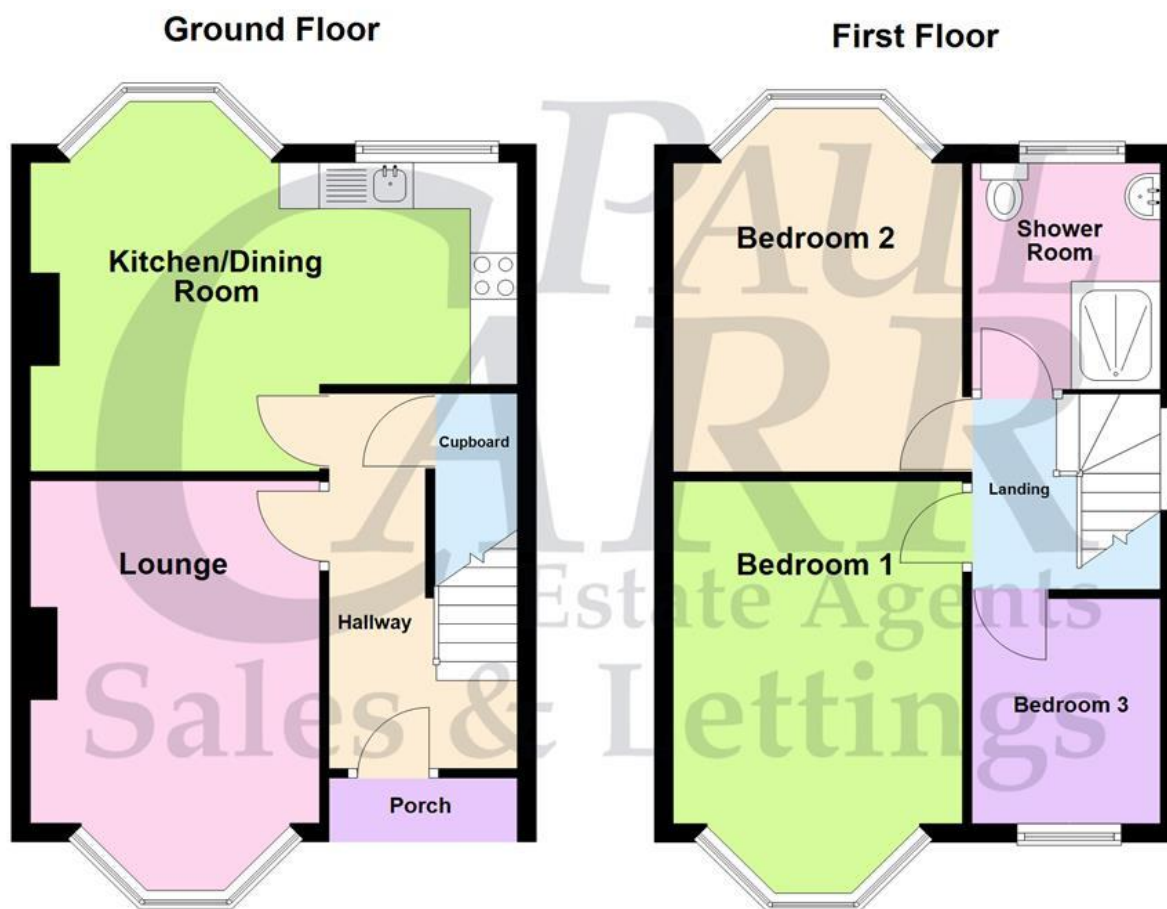 Ground Floor
First Floor
Kitchen/Dining
Room
Cupboard
Lounge
Hallway
Porch
Bedroom 2
Shower
Room
Landing
Bedroom 1
Bedroom 3
PAUL
CARR
Estate Agents
Sales & Lettings